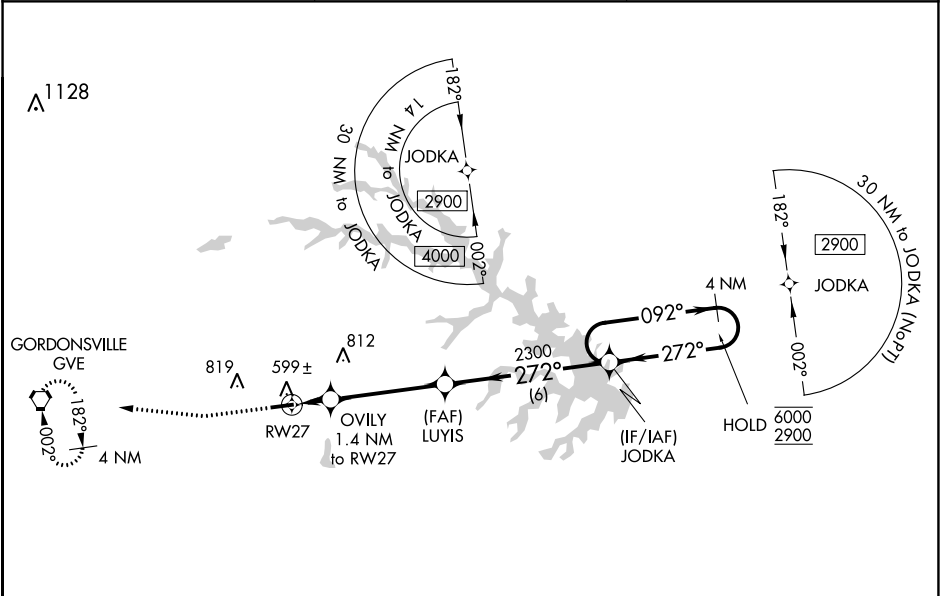 1128
182°
14 NM to JODKA
30 NM to JODKA
JODKA
2900
4000
002°
30 NM to JODKA (NoPT)
182°
2900
JODKA
002°
4 NM
092°
272°
HOLD
6000
2900
2300
272°
(6)
(IF/IAF)
JODKA
(FAF)
LUYIS
812
OVILY
1.4 NM
to RW27
599±
RW27
819
GORDONSVILLE
GVE
182°
002°
4 NM